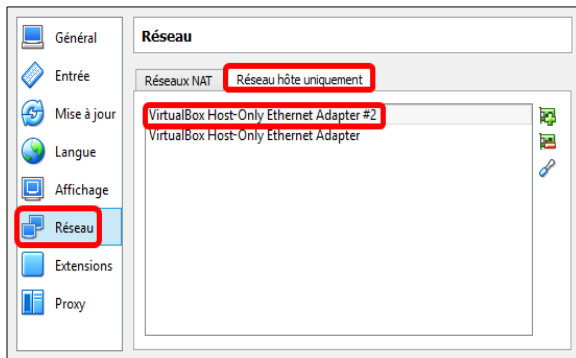 Général
Entrée
Mise à jour
Langue
Affichage
Réseau
Extensions
Proxy
Réseau
Réseaux NAT
Réseau hôte uniquement
VirtualBox Host-Only Ethernet Adapter #2
VirtualBox Host-Only Ethernet Adapter